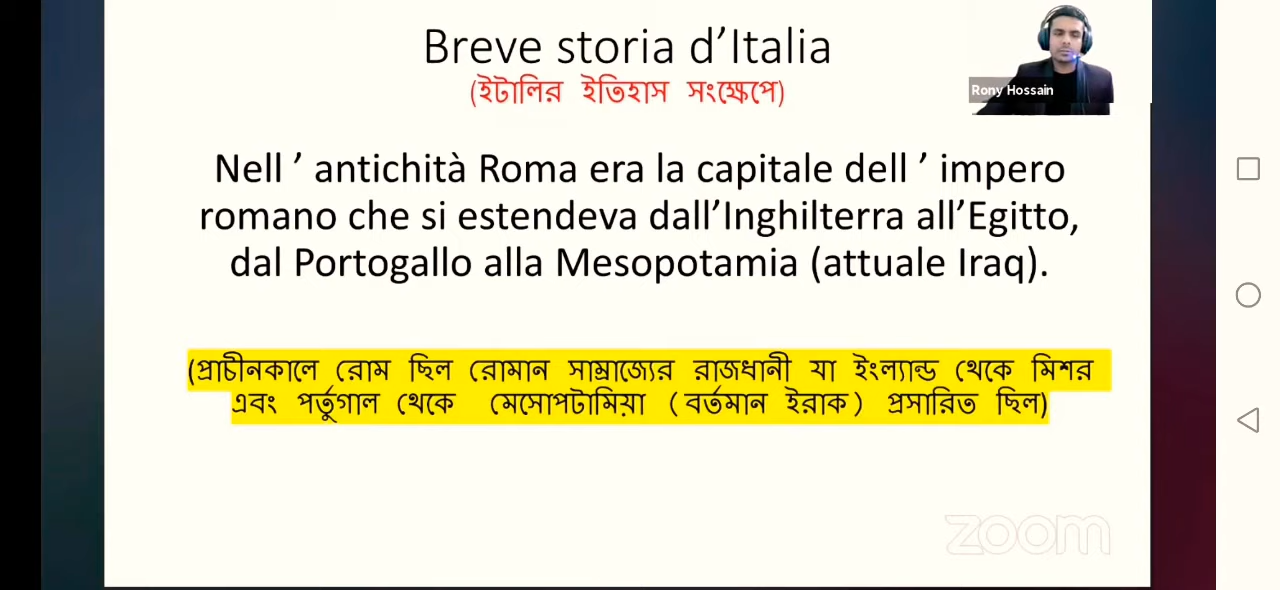 Breve storia d’Italia
(ইটালির ইতিহাস সংক্ষেপে)
Rony Hossain
Nell ’ antichità Roma era la capitale dell ’ impero
romano che si estendeva dall’Inghilterra all’Egitto,
dal Portogallo alla Mesopotamia (attuale Iraq).
(প্রাচীনকালে রোম ছিল রোমান সাম্রাজ্যের রাজধানী যা ইংল্যান্ড থেকে মিশর
এবং পর্তুগাল থেকে মেসোপটামিয়া ( বর্তমান ইরাক ) প্রসারিত ছিল)
zoom